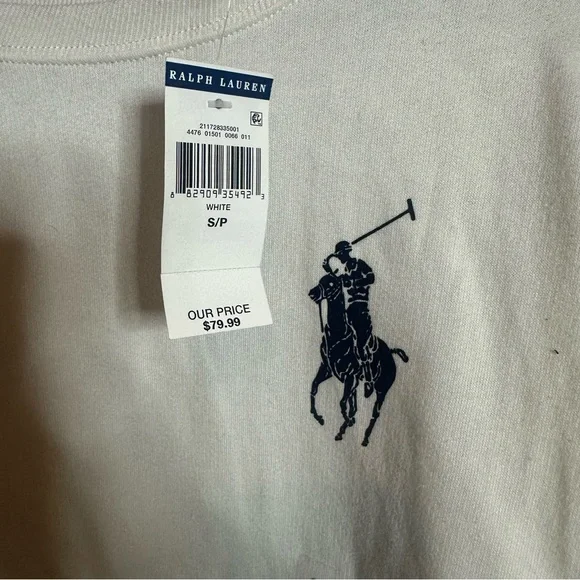 RALPH LAUREN
211728335001
4476 01501 0066 011
8 82909 35492 3
WHITE
S/P
OUR PRICE
$79.99